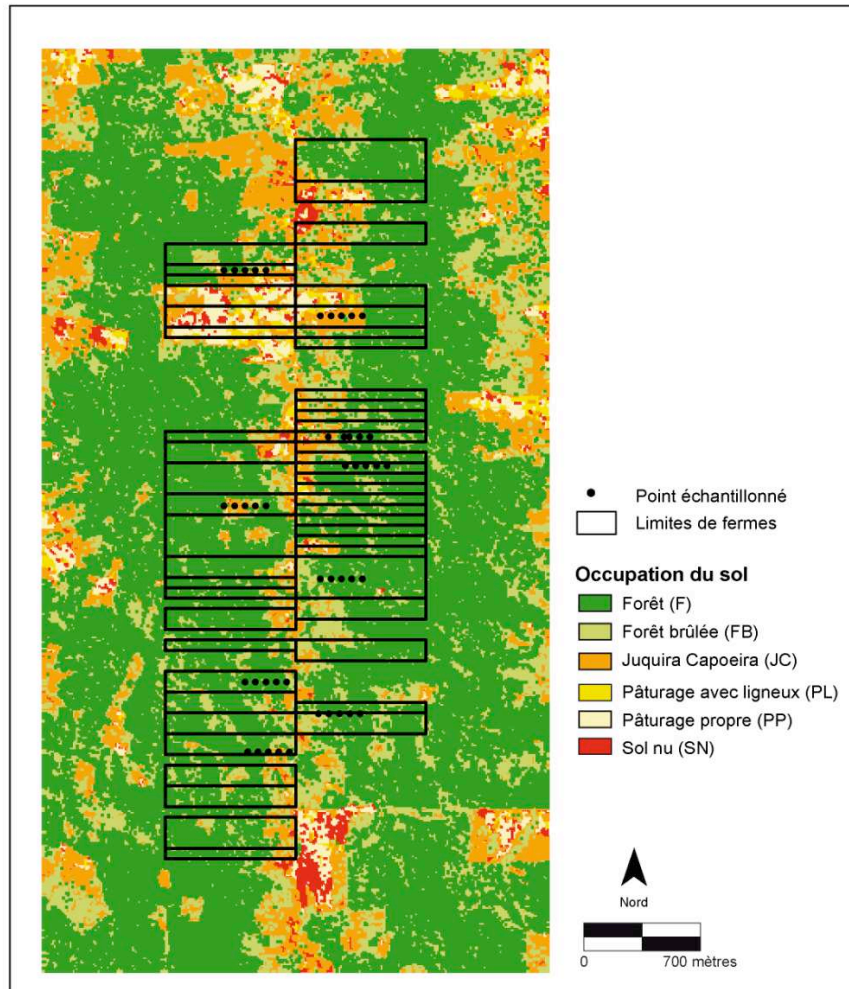 Point échantillonné
Limites de fermes
Occupation du sol
Forêt (F)
Forêt brûlée (FB)
Juquira Capoeira (JC)
Pâturage avec ligneux (PL)
Pâturage propre (PP)
Sol nu (SN)
Nord
0 700 mètres